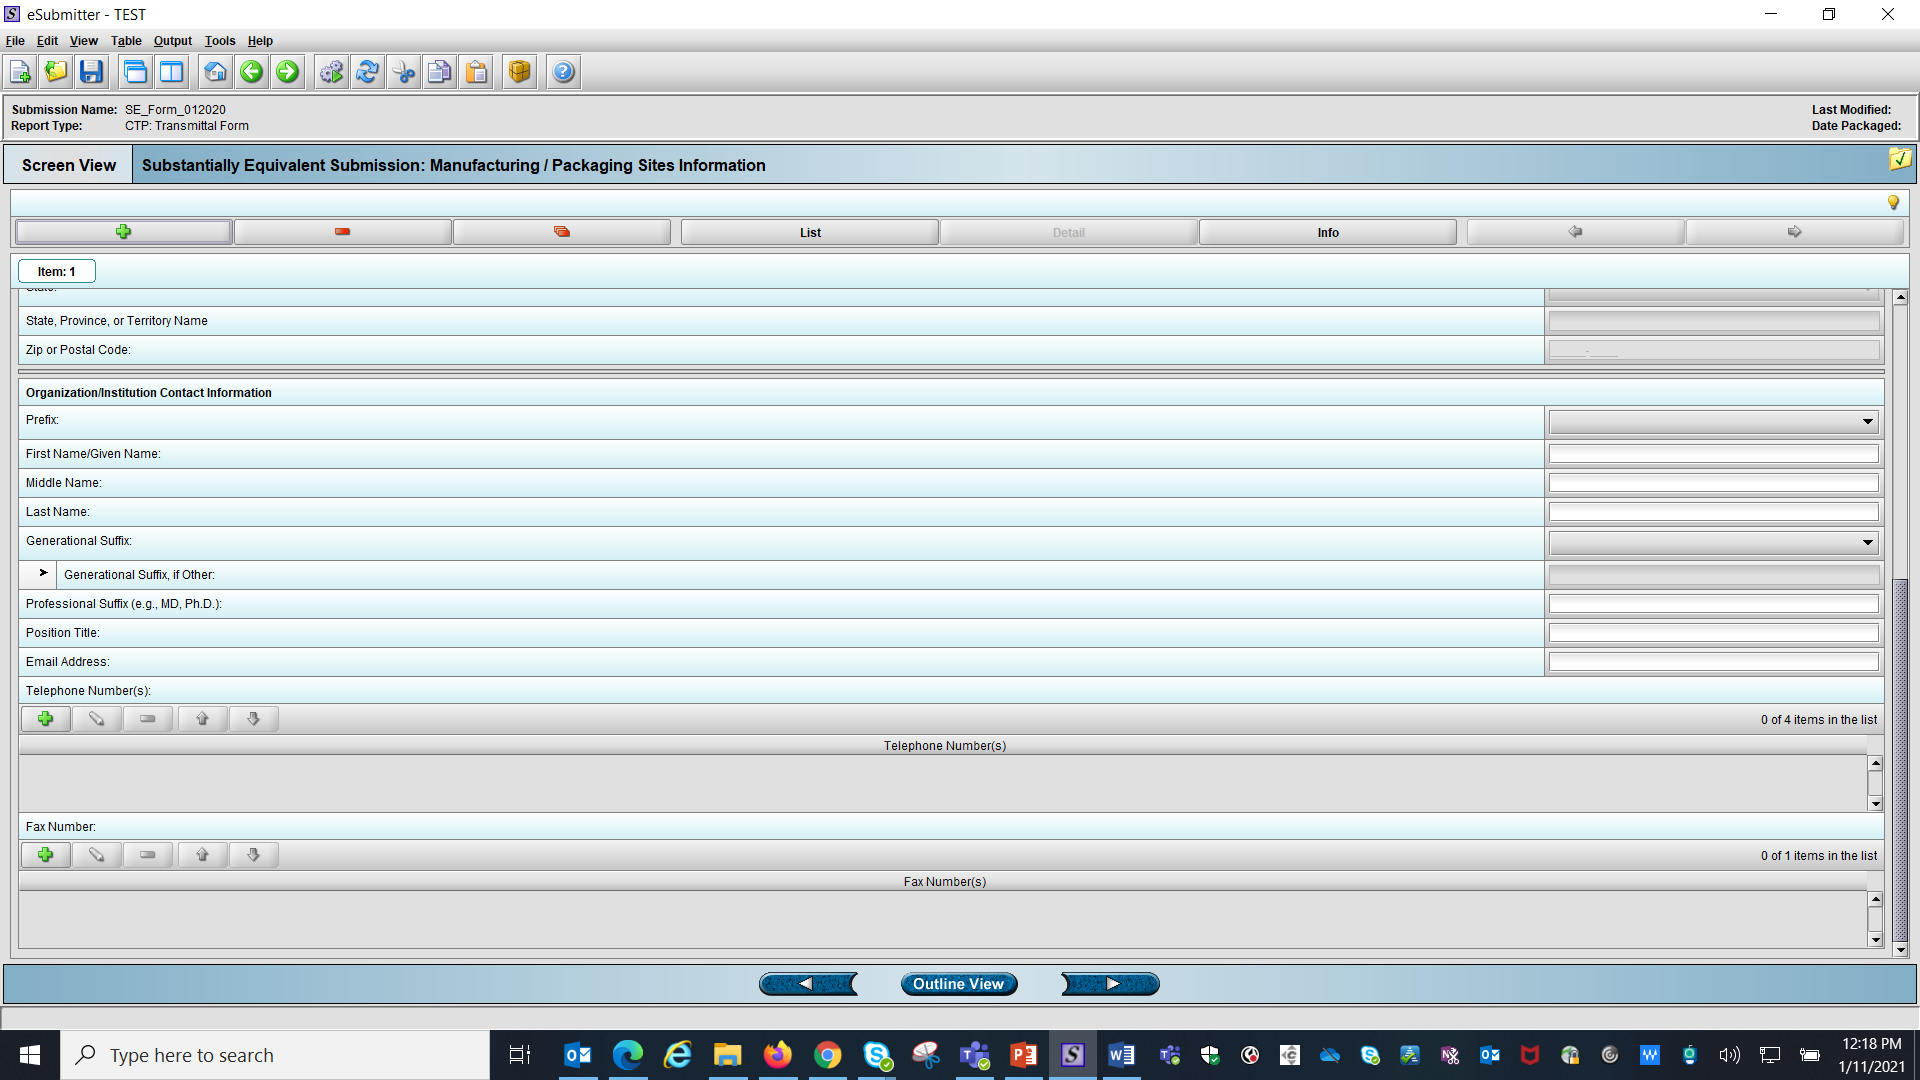 eSubmitter - TEST
File Edit View Table Output Tools Help
Submission Name: SE_Form_012020
Last Modified:
Report Type: CTP: Transmittal Form
Date Packaged:
Screen View
Substantially Equivalent Submission: Manufacturing / Packaging Sites Information
List
Detail
Info
Item: 1
State:
State, Province, or Territory Name
Zip or Postal Code:
Organization/Institution Contact Information
Prefix:
First Name/Given Name:
Middle Name:
Last Name:
Generational Suffix:
Generational Suffix, if Other:
Professional Suffix (e.g., MD, Ph.D.):
Position Title:
Email Address:
Telephone Number(s):
0 of 4 items in the list
Telephone Number(s)
Fax Number:
0 of 1 items in the list
Fax Number(s)
Outline View
Type here to search
12:18 PM
1/11/2021